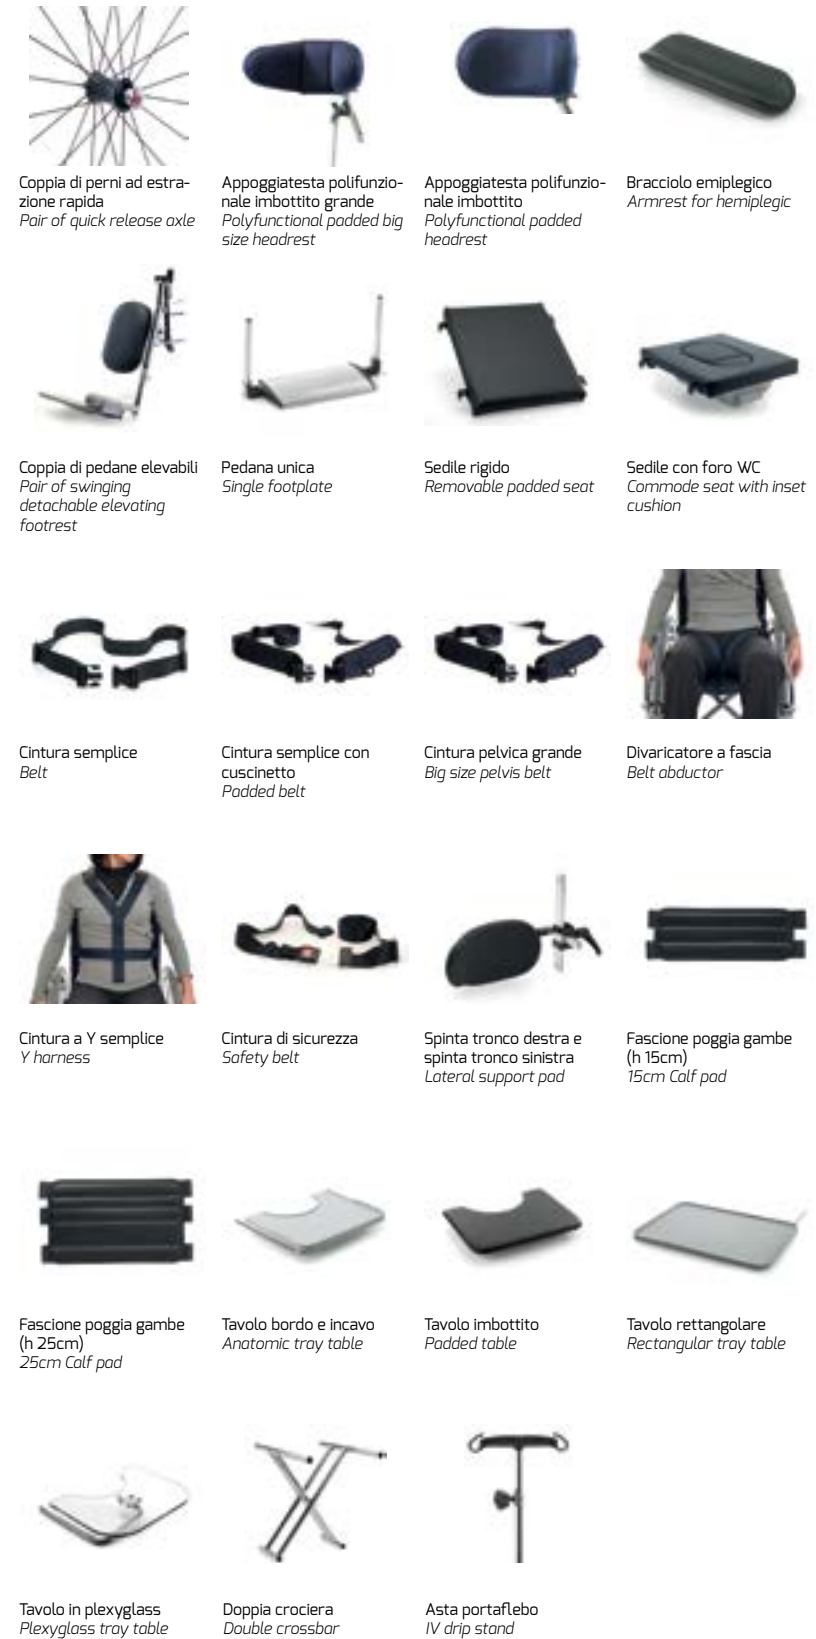 Coppia di perni ad estra-
zione rapida
Pair of quick release axle
Appoggiatesta polifunzio-
nale imbottito grande
Polyfunctional padded big
size headrest
Appoggiatesta polifunzio-
nale imbottito
Polyfunctional padded
headrest
Bracciolo emiplegico
Armrest for hemiplegic
Coppia di pedane elevabili
Pair of swinging
detachable elevating
footrest
Pedana unica
Single footplate
Sedile rigido
Removable padded seat
Sedile con foro WC
Commode seat with inset
cushion
Cintura semplice
Belt
Cintura semplice con
cuscinetto
Padded belt
Cintura pelvica grande
Big size pelvis belt
Divaricatore a fascia
Belt abductor
Cintura a Y semplice
Y harness
Cintura di sicurezza
Safety belt
Spinta tronco destra e
spinta tronco sinistra
Lateral support pad
Fascione poggia gambe
(h 15cm)
15cm Calf pad
Fascione poggia gambe
(h 25cm)
25cm Calf pad
Tavolo bordo e incavo
Anatomic tray table
Tavolo imbottito
Padded table
Tavolo rettangolare
Rectangular tray table
Tavolo in plexyglass
Plexyglass tray table
Doppia crociera
Double crossbar
Asta portaflebo
IV drip stand